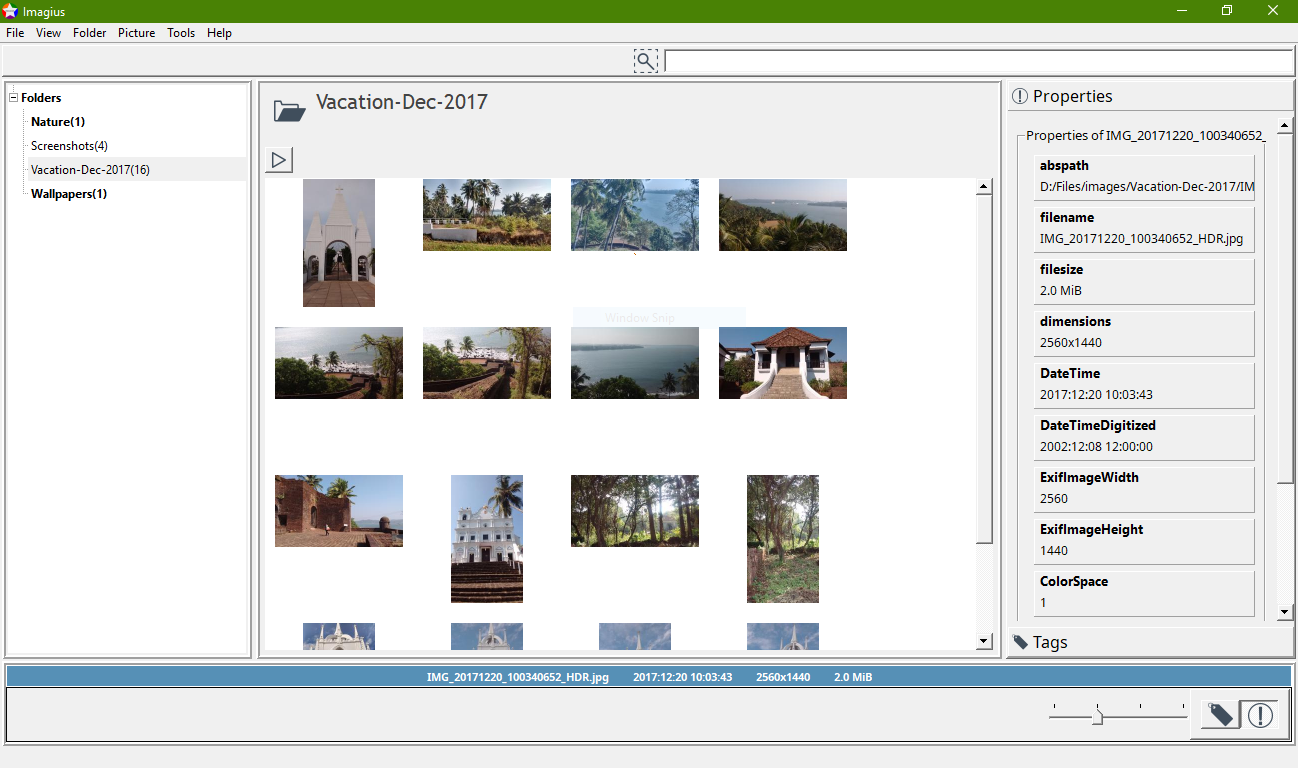 Imagius
File View Folder Picture Tools Help
Folders
Nature(1)
Screenshots(4)
Vacation-Dec-2017(16)
Wallpapers(1)
Vacation-Dec-2017
Window Snip
Properties
Properties of IMG_20171220_100340652_
abspath
D:/Files/images/Vacation-Dec-2017/IM
filename
IMG_20171220_100340652_HDR.jpg
filesize
2.0 MiB
dimensions
2560x1440
DateTime
2017:12:20 10:03:43
DateTimeDigitized
2002:12:08 12:00:00
ExifImageWidth
2560
ExifImageHeight
1440
ColorSpace
1
Tags
IMG_20171220_100340652_HDR.jpg 2017:12:20 10:03:43 2560x1440 2.0 MiB